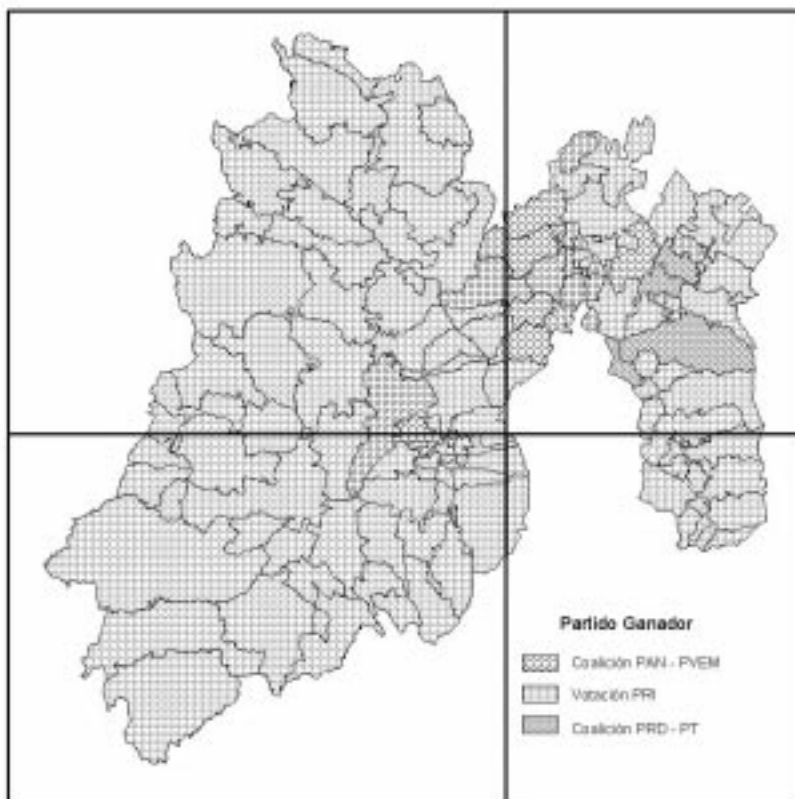 Partido Ganador
Coalición PAN - PVEM
Votación PRI
Coalición PRD - PT